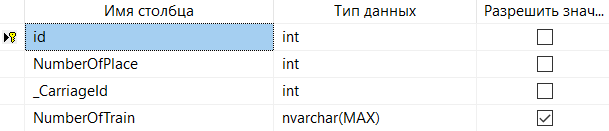 Имя столбца Тип данных Разрешить знач...
id int
NumberOfPlace int
_CarriageId int
NumberOfTrain nvarchar(MAX)